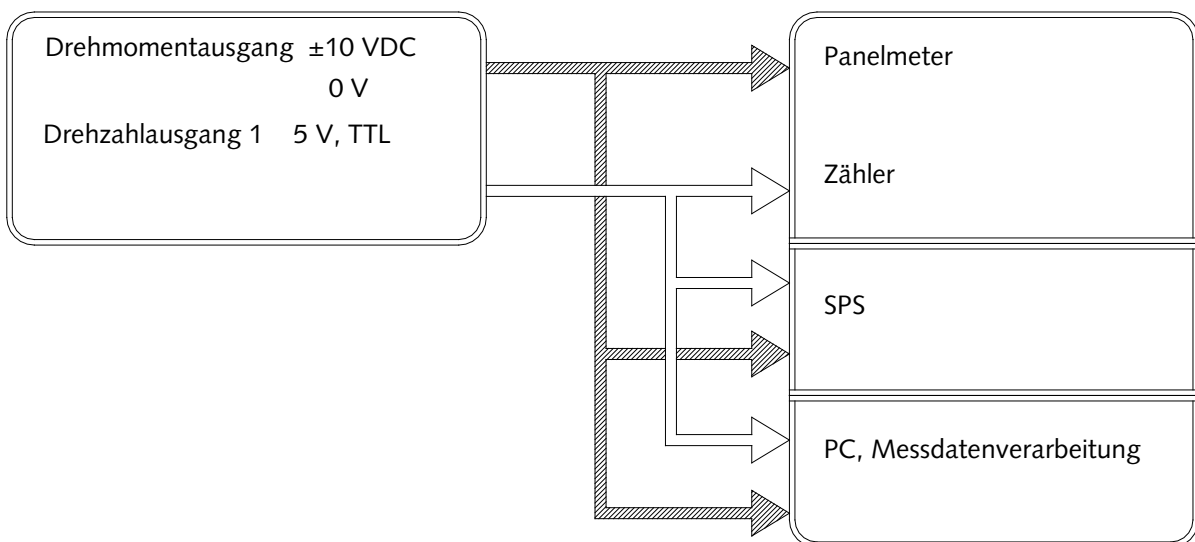 Drehmomentausgang ±10 VDC
0 V
Drehzahlausgang 1 5 V, TTL
Panelmeter
Zähler
SPS
PC, Messdatenverarbeitung